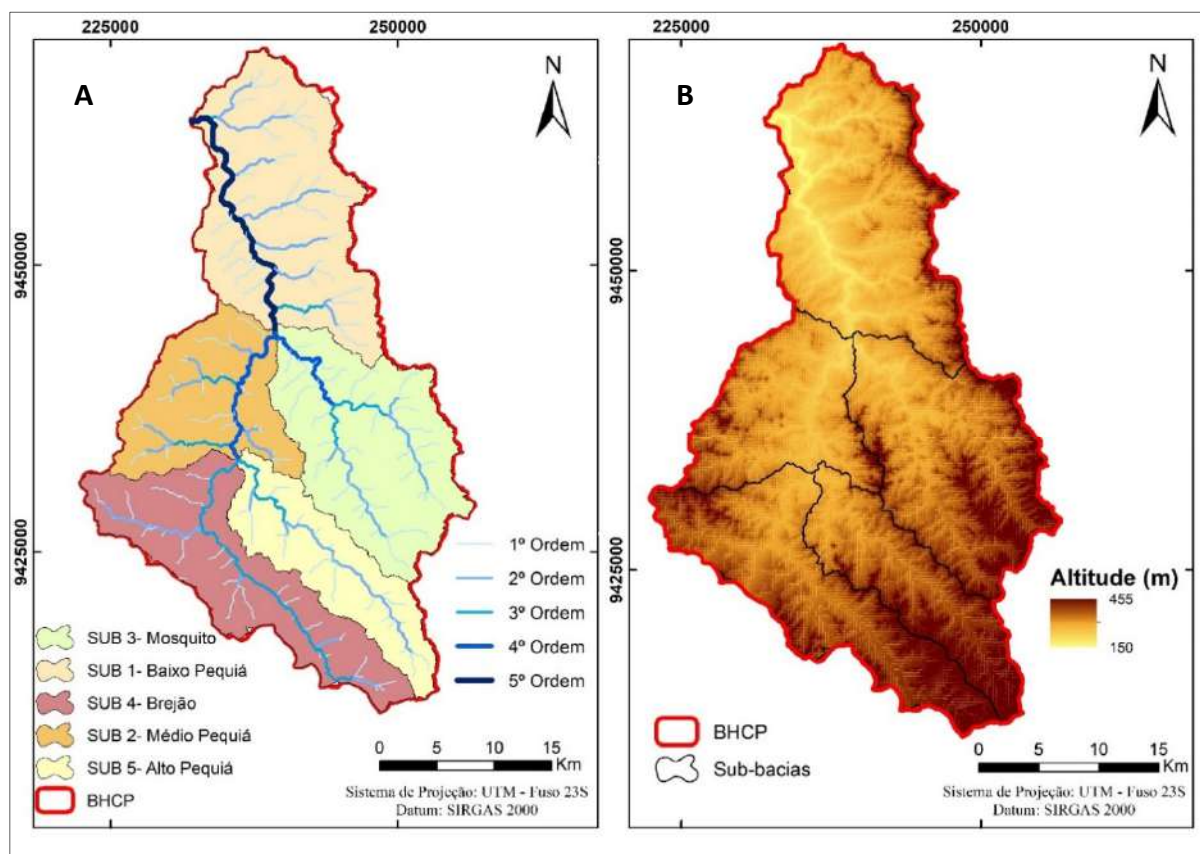 225000 250000
A
N
9450000
9425000
1º Ordem
2º Ordem
3º Ordem
4º Ordem
5º Ordem
SUB 3- Mosquito
SUB 1- Baixo Pequiá
SUB 4- Brejão
SUB 2- Médio Pequiá
SUB 5- Alto Pequiá
BHCP
0 5 10 15
Km
Sistema de Projeção: UTM - Fuso 23S
Datum: SIRGAS 2000
225000 250000
B
N
9450000
9425000
Altitude (m)
455
150
BHCP
Sub-bacias
0 5 10 15
Km
Sistema de Projeção: UTM - Fuso 23S
Datum: SIRGAS 2000